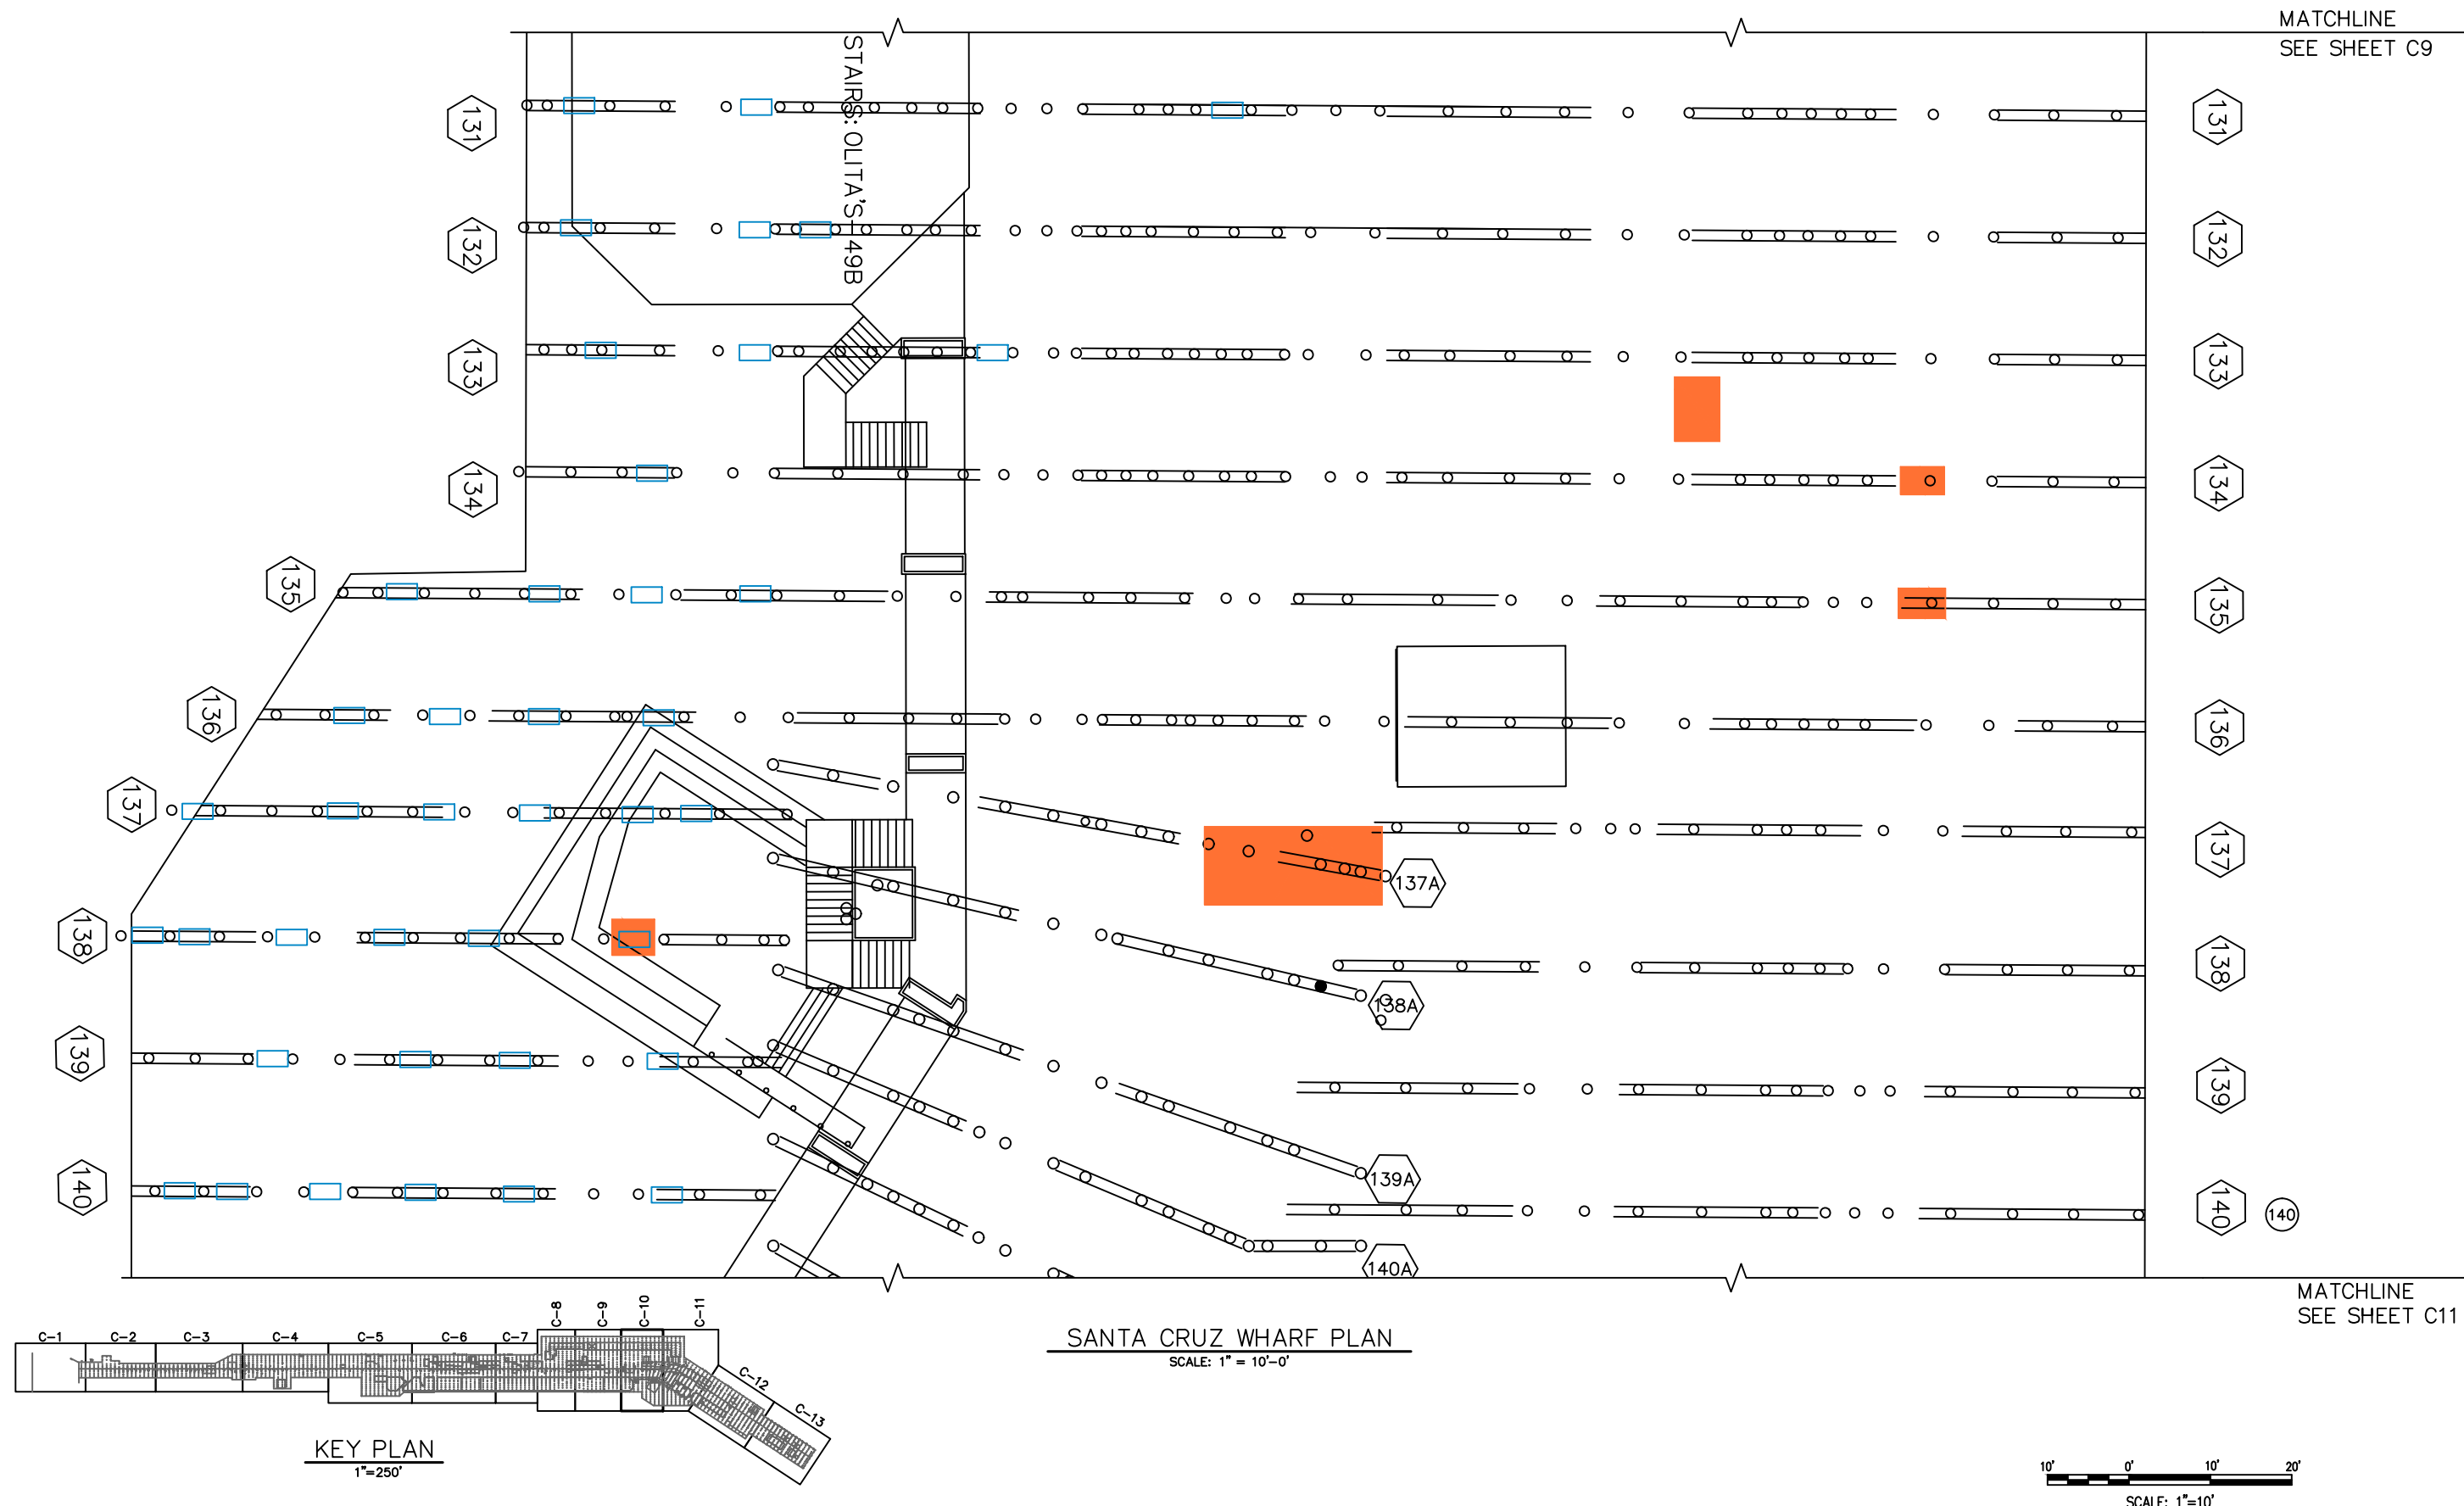 MATCHLINE
SEE SHEET C9
STAIRS: OLITA'S-49B
131
131
132
132
133
133
134
134
135
135
136
136
137
137
137A
138
138
138A
139
139
139A
140
140
140
140A
MATCHLINE
SEE SHEET C11
C-1
C-2
C-3
C-4
C-5
C-6
C-7
C-8
C-9
C-10
C-11
C-12
C-13
SANTA CRUZ WHARF PLAN
SCALE: 1" = 10'-0'
KEY PLAN
1"=250'
10'
0'
10'
20'
SCALE: 1"=10'